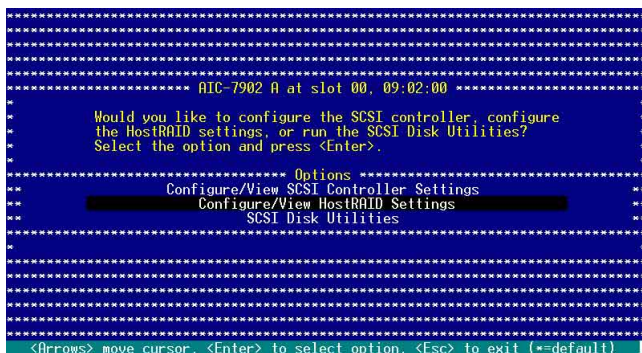 AIC-7902 A at slot 00, 09:02:00
Would you like to configure the SCSI controller, configure
the HostRAID settings, or run the SCSI Disk Utilities?
Select the option and press <Enter>.
Options
Configure/View SCSI Controller Settings
Configure/View HostRAID Settings
SCSI Disk Utilities
<Arrows> move cursor, <Enter> to select option, <Esc> to exit (*=default)